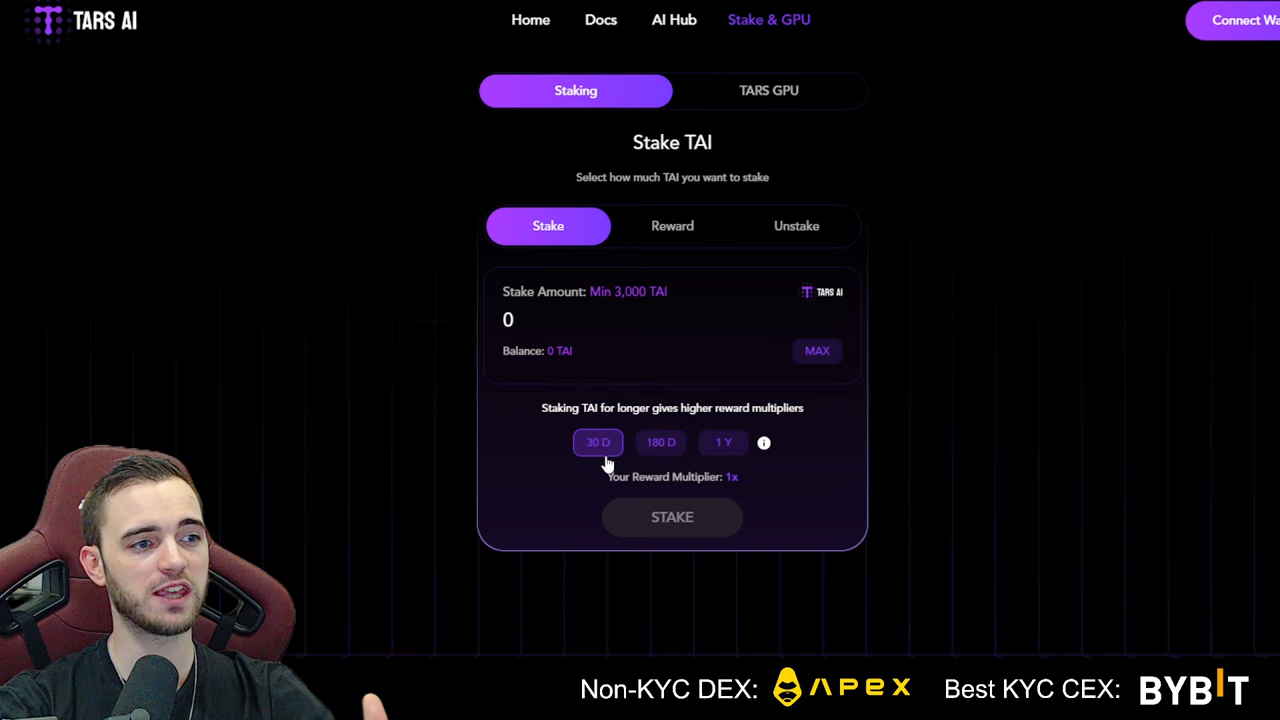 TARS AI
Home Docs AI Hub Stake & GPU
Connect Wa
Staking TARS GPU
Stake TAI
Select how much TAI you want to stake
Stake Reward Unstake
Stake Amount: Min 3,000 TAI TARS AI
0
Balance: 0 TAI MAX
Staking TAI for longer gives higher reward multipliers
30 D 180 D 1 Y i
Your Reward Multiplier: 1x
STAKE
Non-KYC DEX: APEX Best KYC CEX: BYBIT